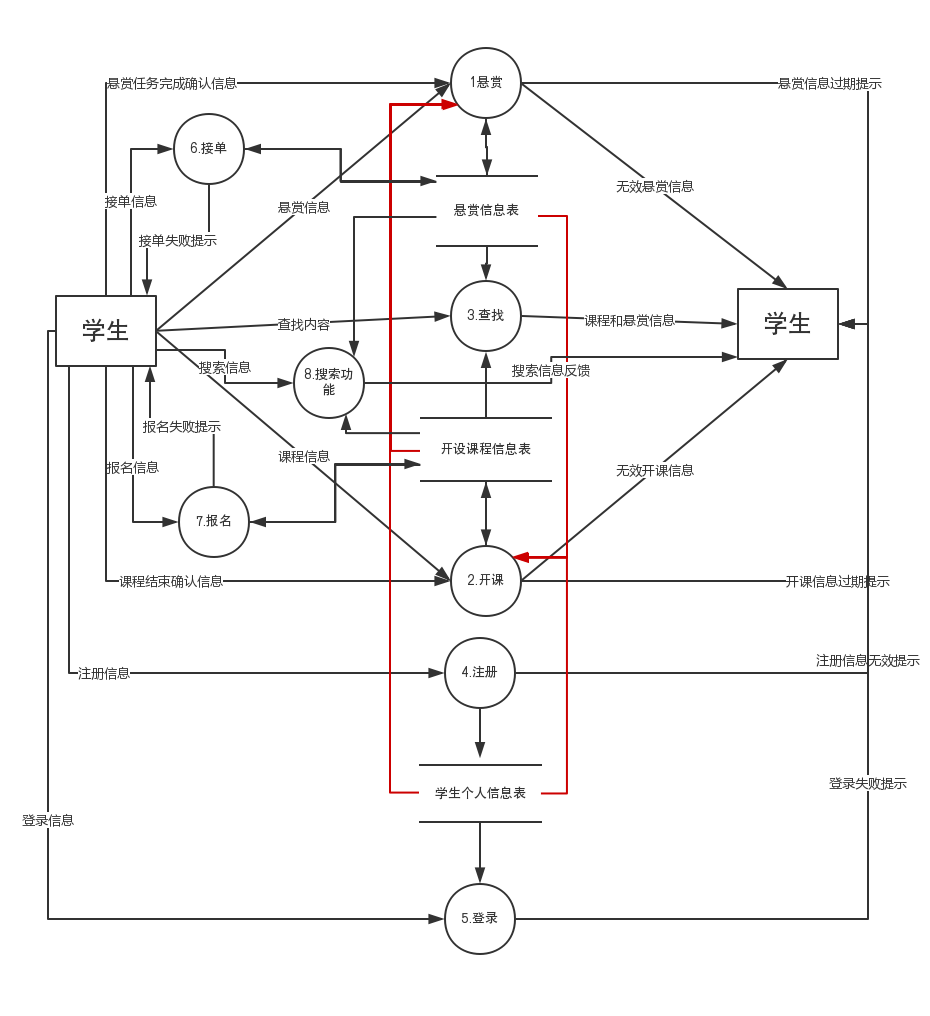 1悬赏
悬赏任务完成确认信息
悬赏信息过期提示
6.接单
无效悬赏信息
接单信息
悬赏信息
悬赏信息表
接单失败提示
3.查找
查找内容
课程和悬赏信息
学生
学生
搜索信息
8.搜索功
能
搜索信息反馈
报名失败提示
开设课程信息表
课程信息
报名信息
无效开课信息
7.报名
2.开课
课程结束确认信息
开课信息过期提示
注册信息无效提示
注册信息
4.注册
登录失败提示
学生个人信息表
登录信息
5.登录